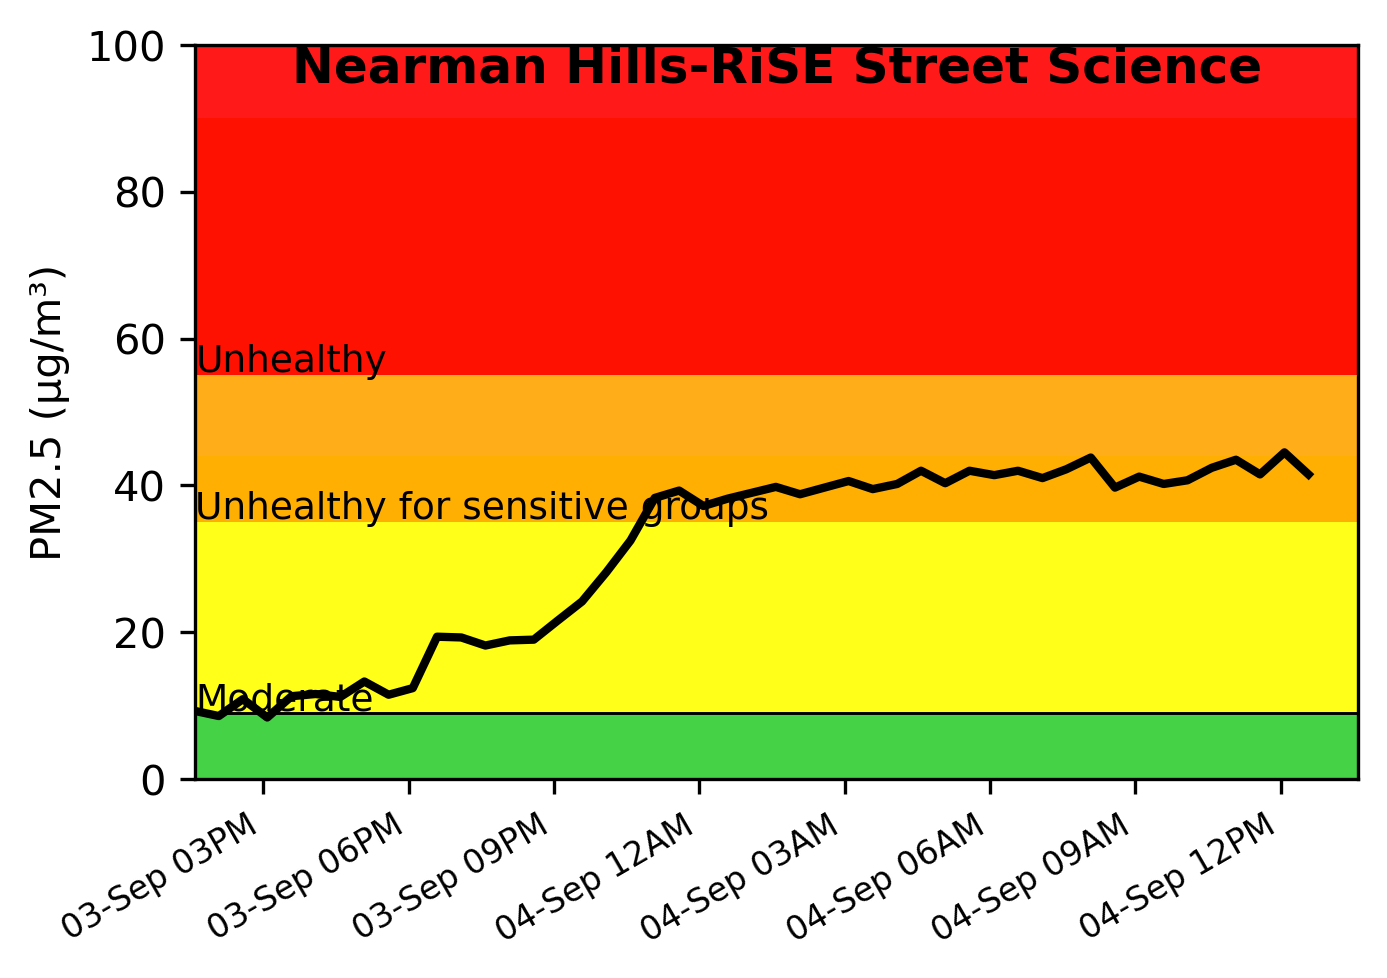 Nearman Hills-RiSE Street Science
100
80
60
40
20
0
PM2.5 (µg/m³)
Unhealthy
Unhealthy for sensitive groups
Moderate
03-Sep 03PM
03-Sep 06PM
03-Sep 09PM
04-Sep 12AM
04-Sep 03AM
04-Sep 06AM
04-Sep 09AM
04-Sep 12PM